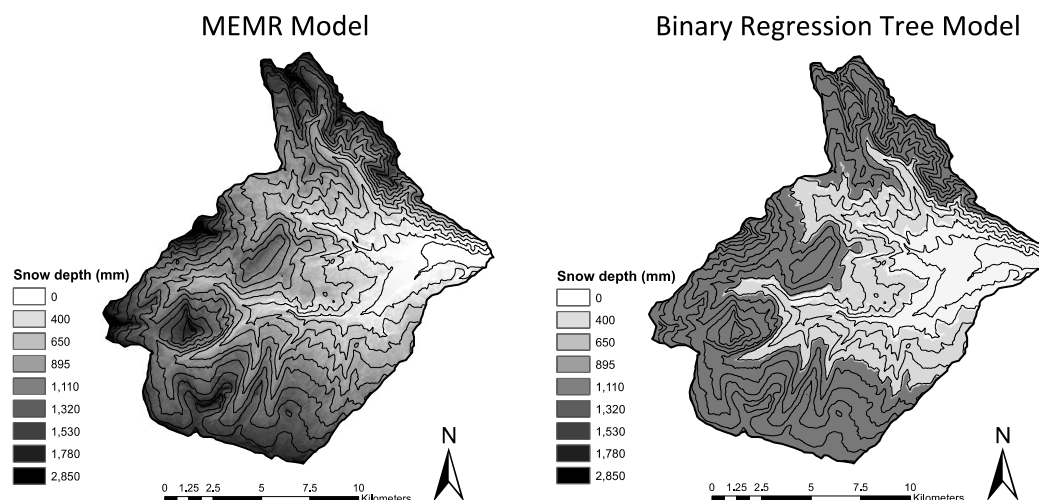 MEMR Model
Binary Regression Tree Model
Snow depth (mm)
0
400
650
895
1,110
1,320
1,530
1,780
2,850
N
0 1.25 2.5 5 7.5 10
Kilometers
Snow depth (mm)
0
400
650
895
1,110
1,320
1,530
1,780
2,850
N
0 1.25 2.5 5 7.5 10
Kilometers